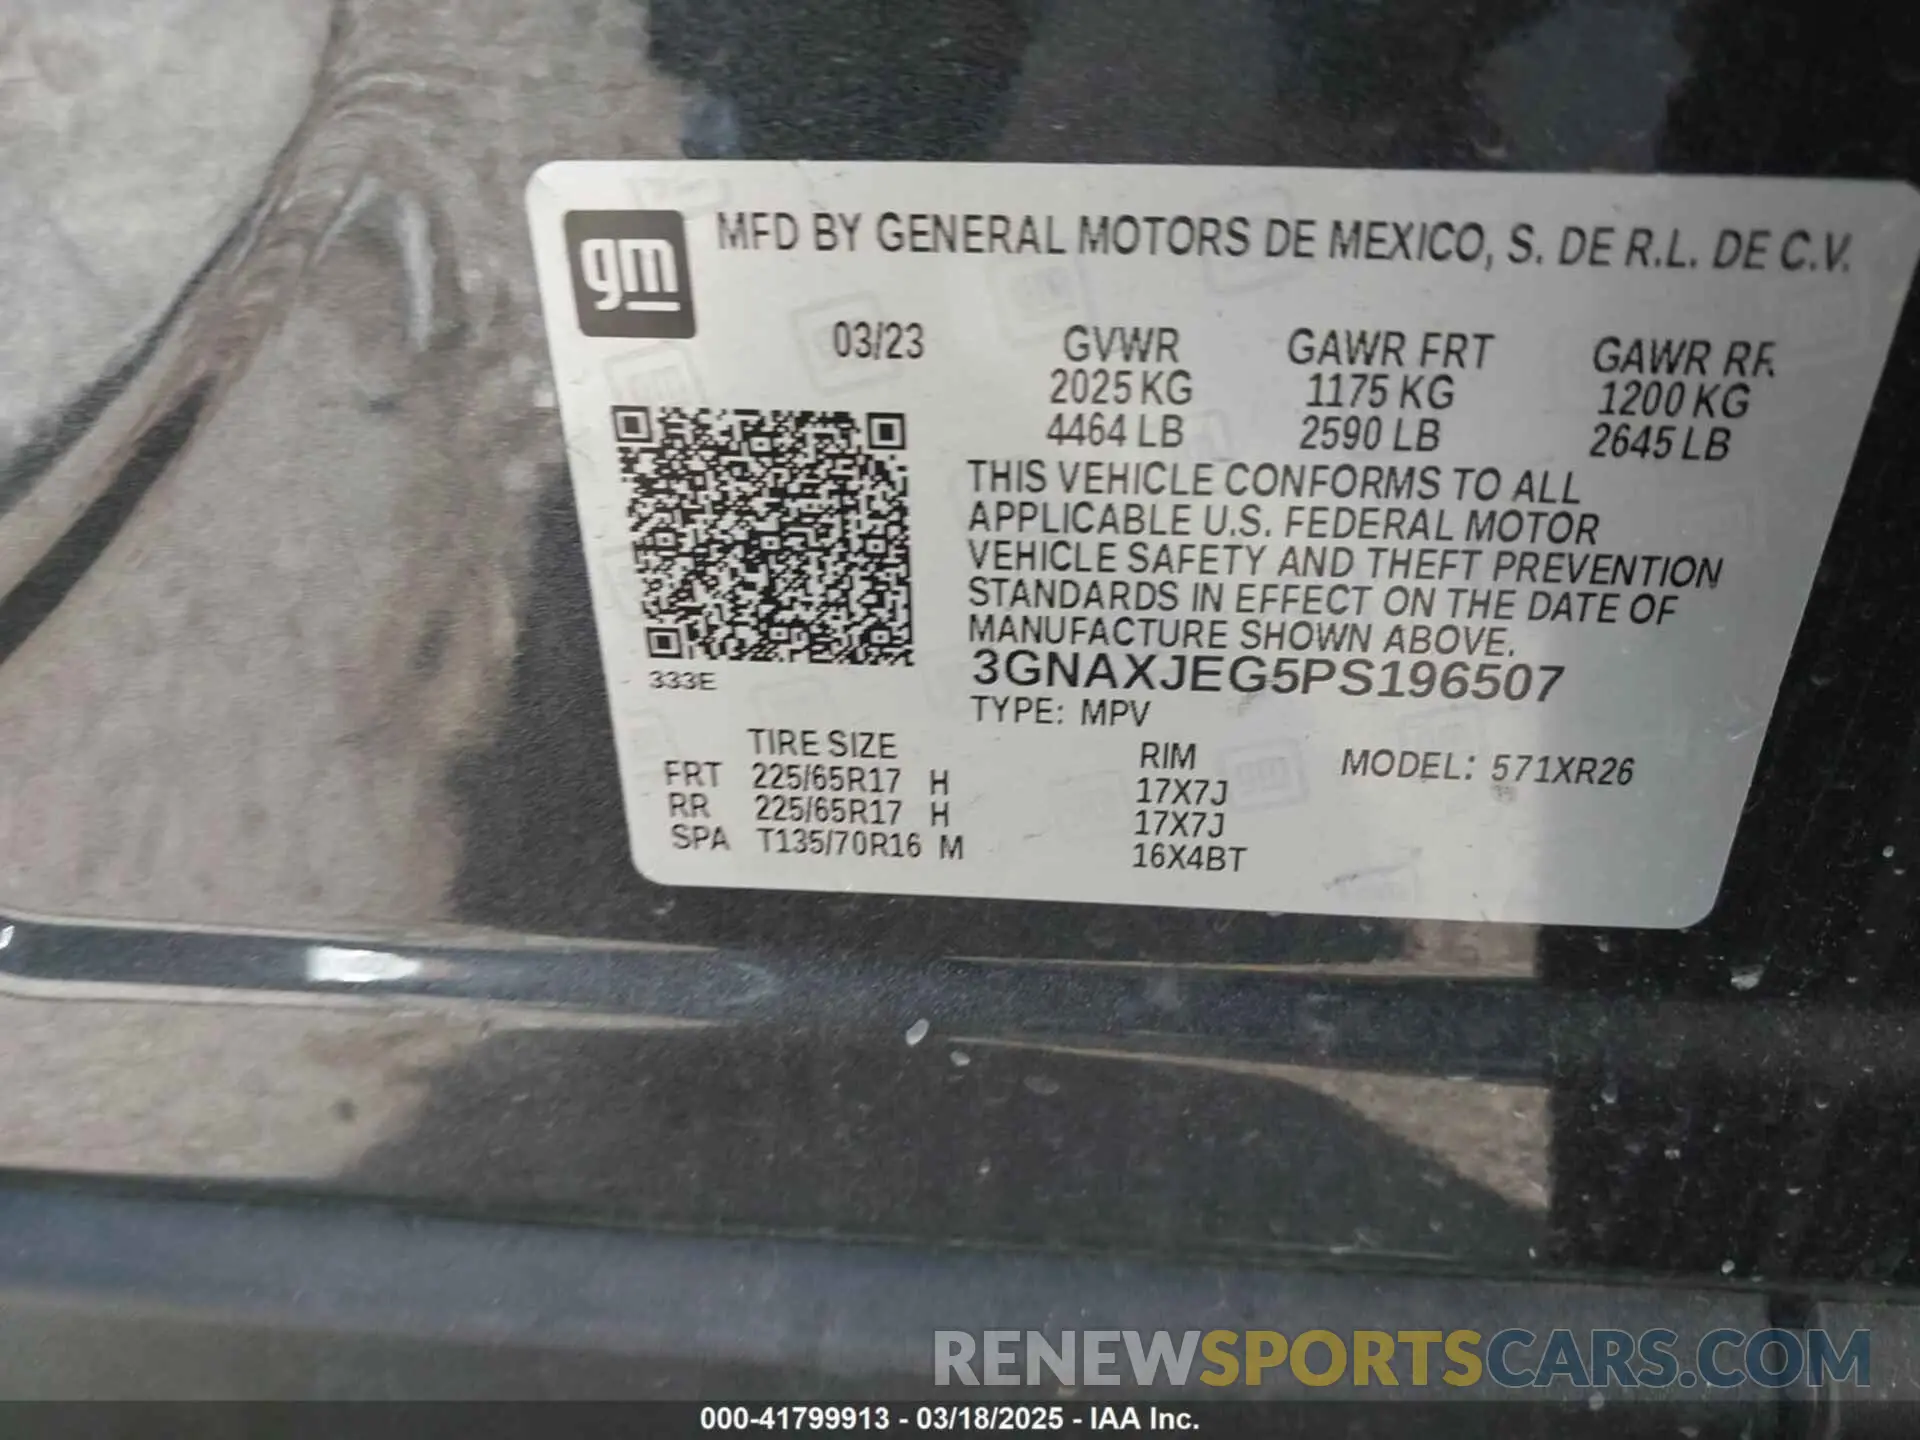 gm
MFD BY GENERAL MOTORS DE MEXICO, S. DE R.L. DE C.V.
03/23 GVWR GAWR FRT GAWR RR
2025 KG 1175 KG 1200 KG
4464 LB 2590 LB 2645 LB
THIS VEHICLE CONFORMS TO ALL
APPLICABLE U.S. FEDERAL MOTOR
VEHICLE SAFETY AND THEFT PREVENTION
STANDARDS IN EFFECT ON THE DATE OF
MANUFACTURE SHOWN ABOVE.
333E 3GNAXJEG5PS196507
TYPE: MPV
TIRE SIZE RIM MODEL: 571XR26
FRT 225/65R17 H 17X7J
RR 225/65R17 H 17X7J
SPA T135/70R16 M 16X4BT
RENEWSPORTSCARS.COM
000-41799913 - 03/18/2025 - IAA Inc.